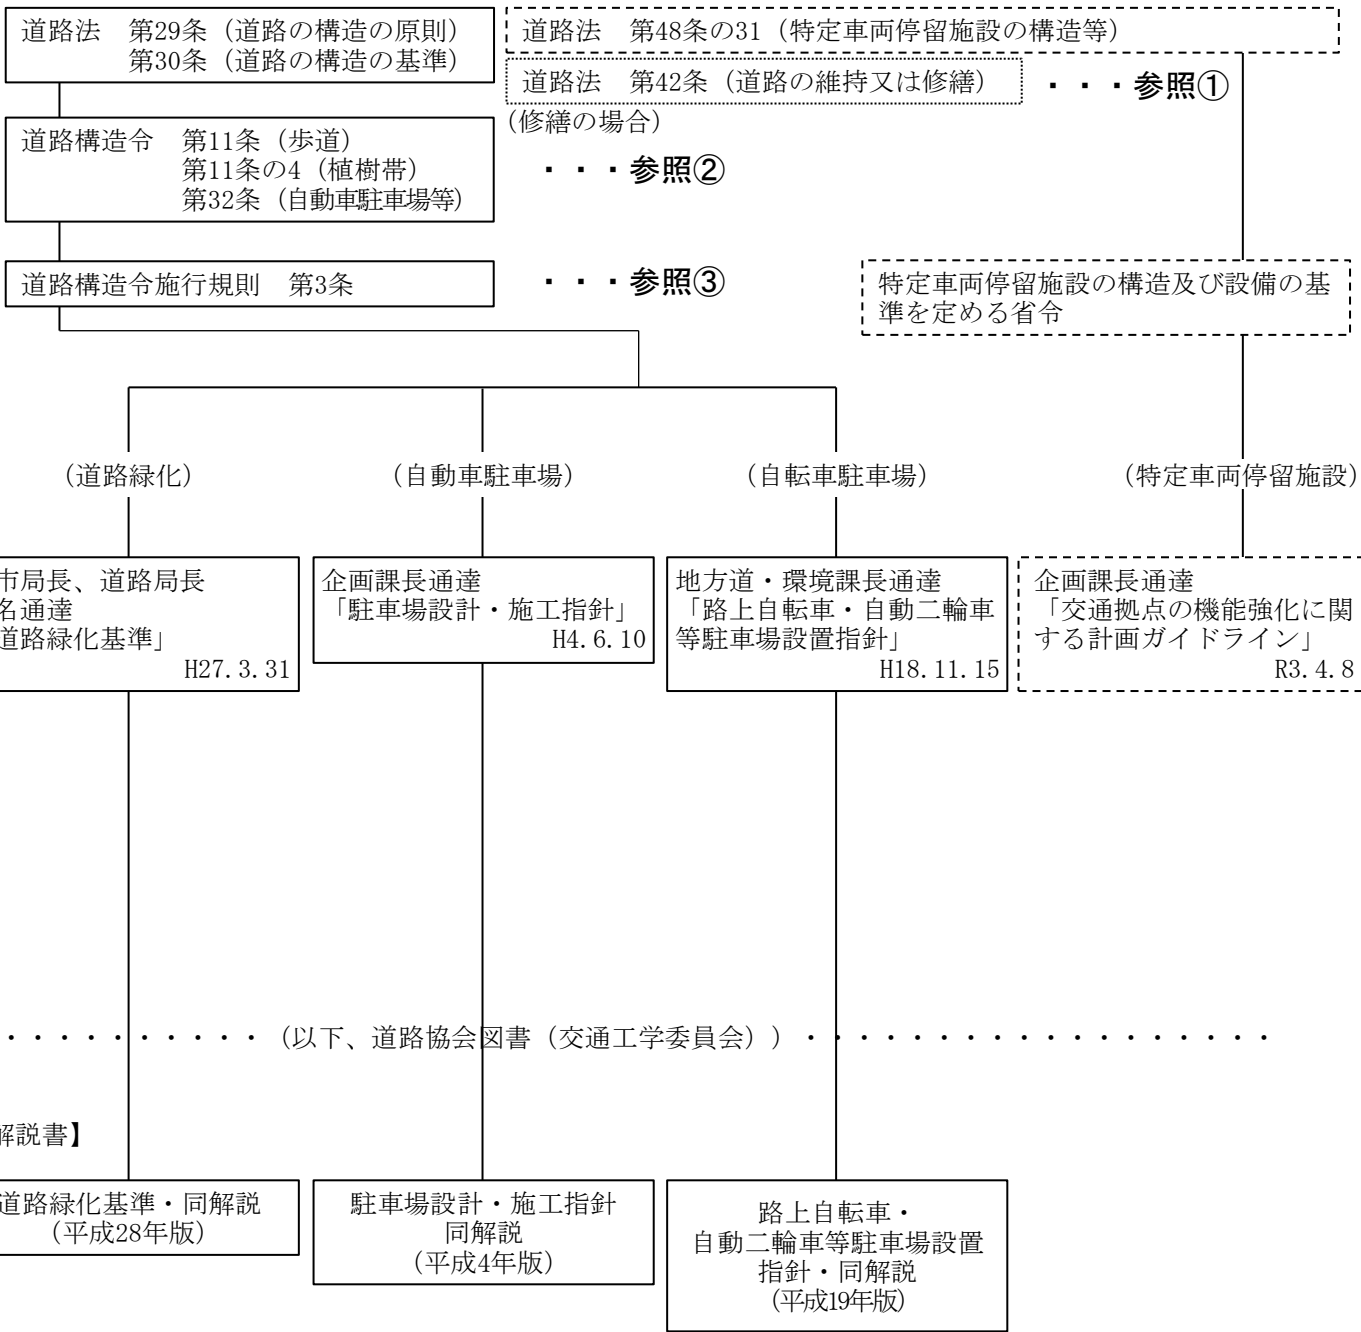 道路法　第29条（道路の構造の原則）
第30条（道路の構造の基準）
道路法　第48条の31（特定車両停留施設の構造等）
道路法　第42条（道路の維持又は修繕）
・・・参照①
（修繕の場合）
道路構造令　第11条（歩道）
第11条の4（植樹帯）
第32条（自動車駐車場等）
・・・参照②
道路構造令施行規則　第3条
・・・参照③
特定車両停留施設の構造及び設備の基
準を定める省令
（道路緑化）
（自動車駐車場）
（自転車駐車場）
（特定車両停留施設）
市局長、道路局長
名通達
道路緑化基準」
H27.3.31
企画課長通達
「駐車場設計・施工指針」
H4.6.10
地方道・環境課長通達
「路上自転車・自動二輪車
等駐車場設置指針」
H18.11.15
企画課長通達
「交通拠点の機能強化に関
する計画ガイドライン」
R3.4.8
・・・・・・・・・・（以下、道路協会図書（交通工学委員会））・・・・・・・・・・・・・・・・・・
解説書】
道路緑化基準・同解説
（平成28年版）
駐車場設計・施工指針
同解説
（平成4年版）
路上自転車・
自動二輪車等駐車場設置
指針・同解説
（平成19年版）